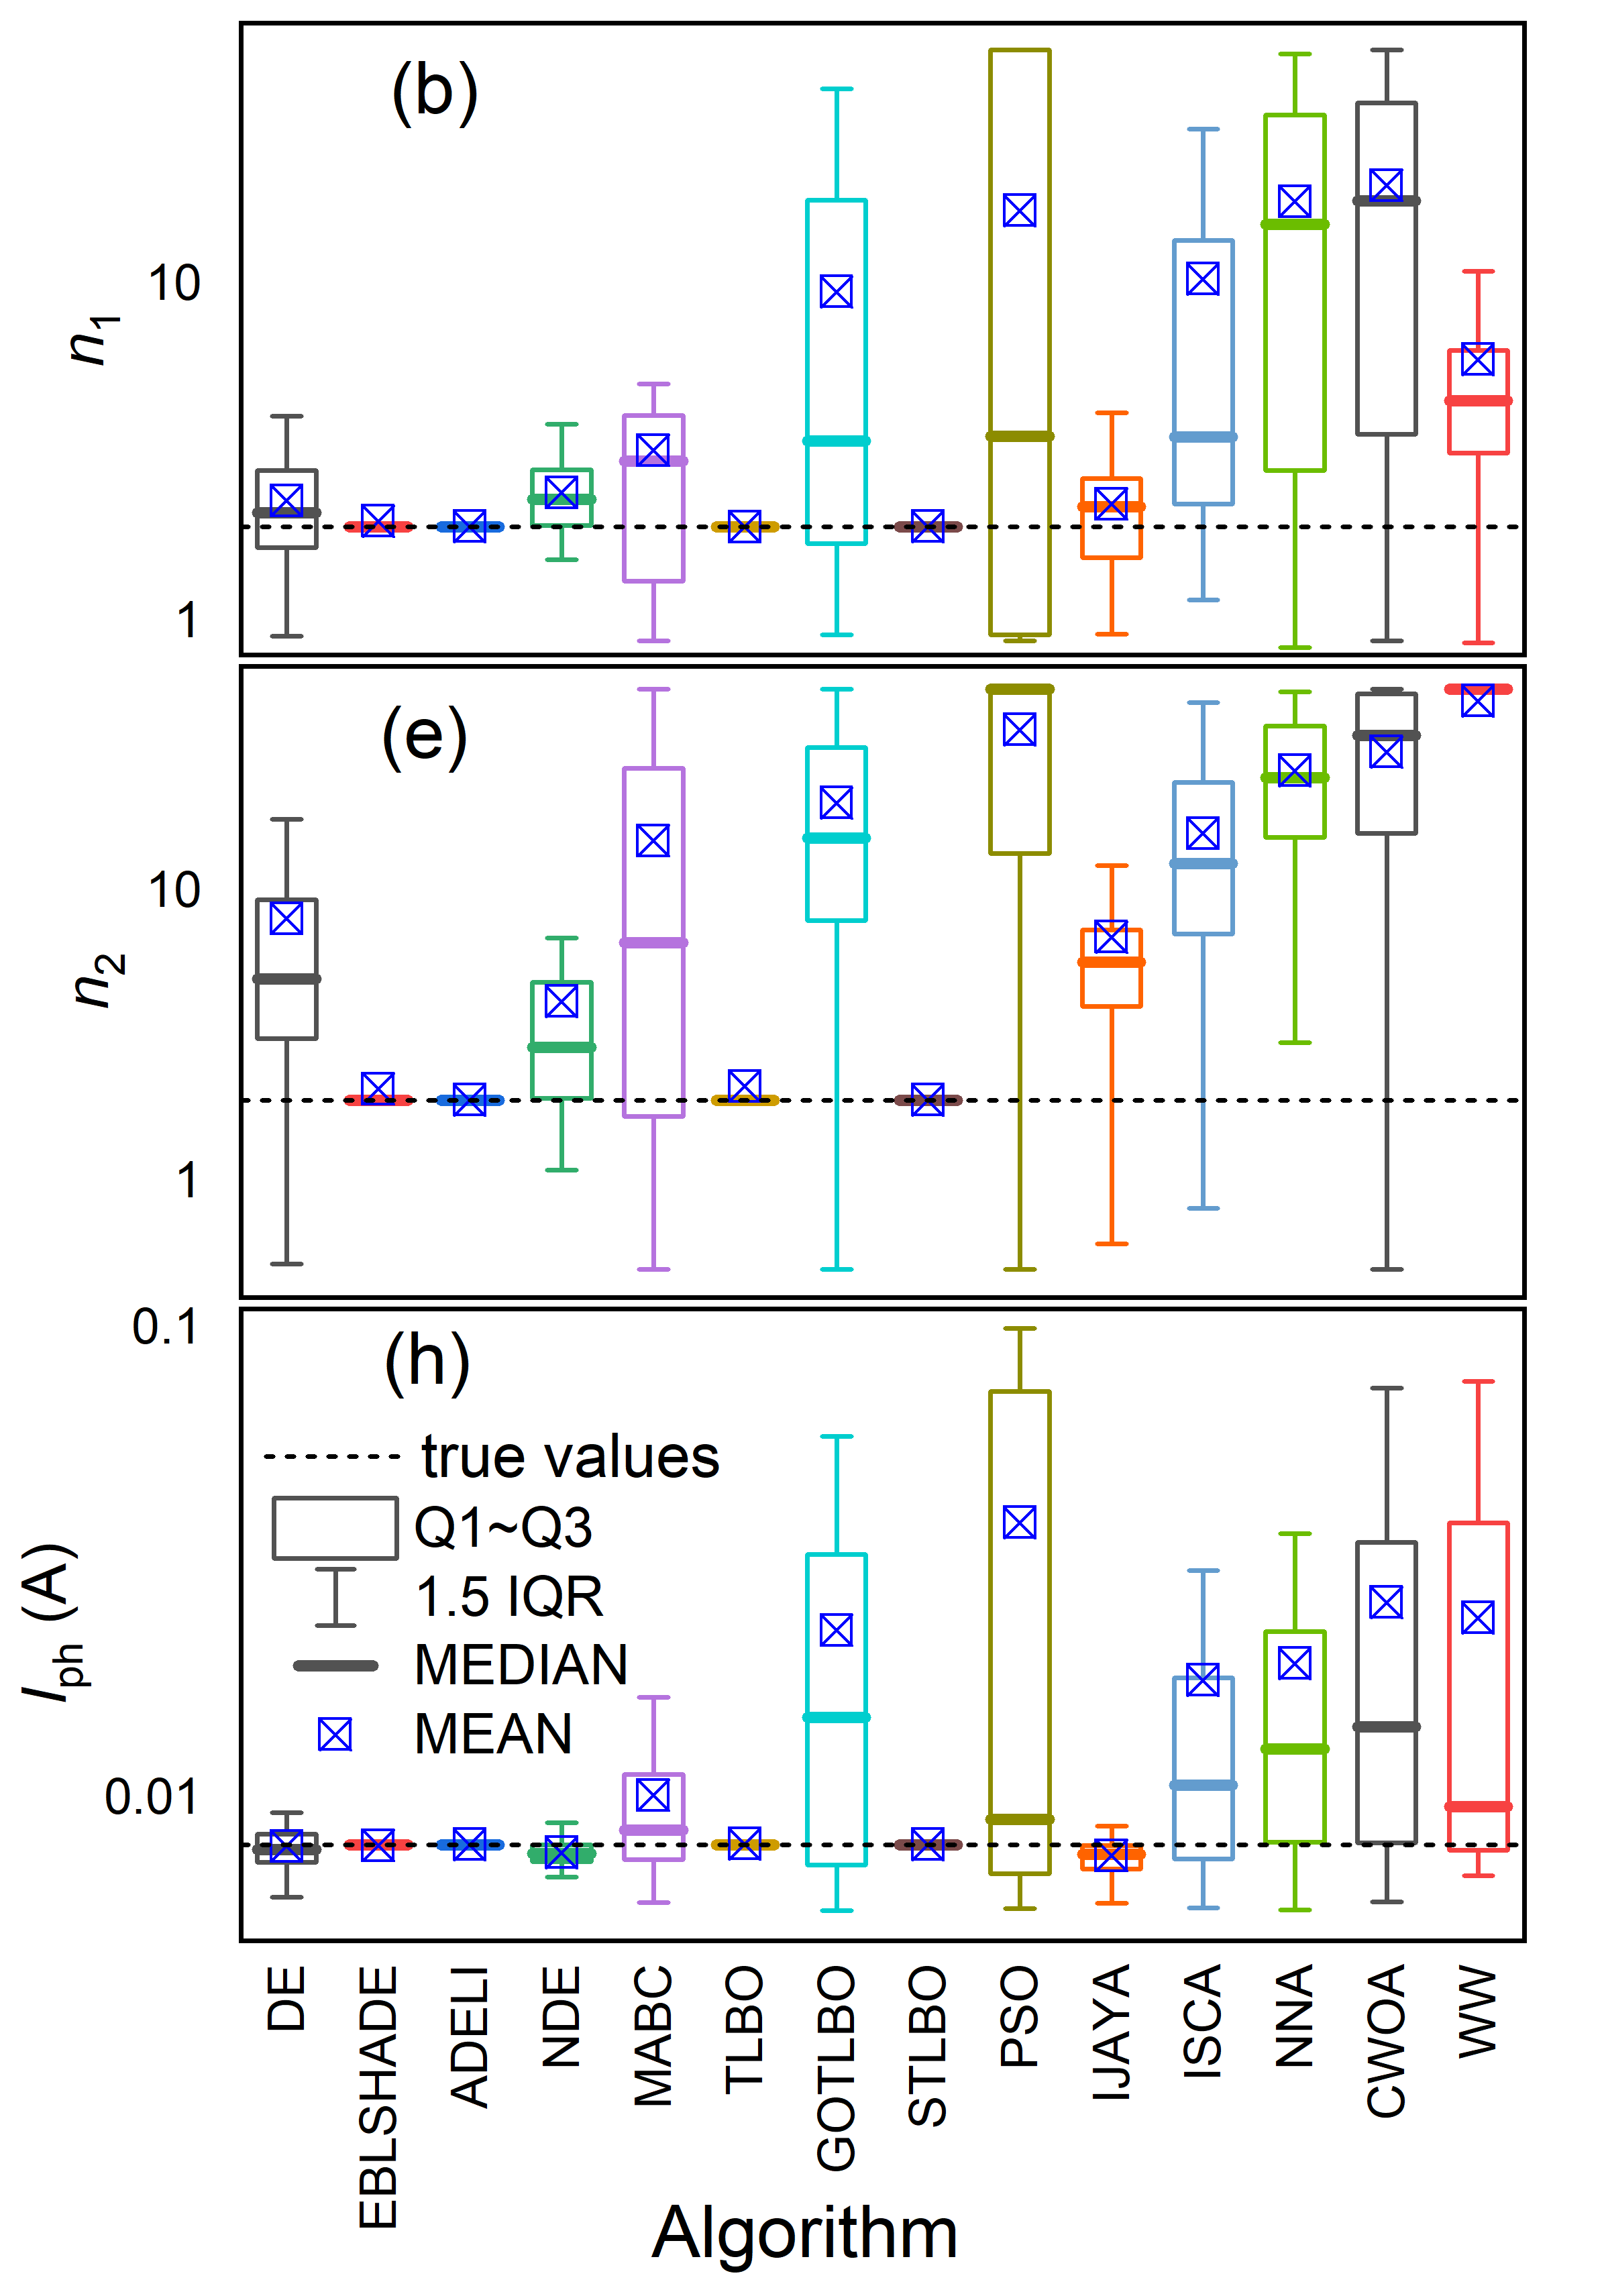 (b)
10
1
n1
(e)
10
1
n2
0.1
0.01
Iph (A)
(h)
true values
Q1~Q3
1.5 IQR
MEDIAN
MEAN
DE
EBLSHADE
ADELI
NDE
MABC
TLBO
GOTLBO
STLBO
PSO
IJAYA
ISCA
NNA
CWOA
WW
Algorithm